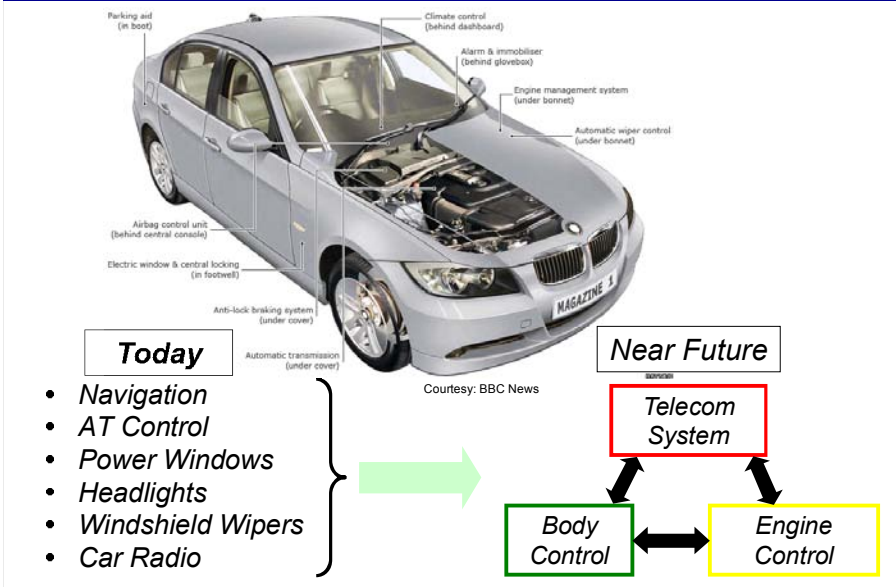 Parking aid
(in boot)
Climate control
(behind dashboard)
Alarm & immobiliser
(behind glovebox)
Engine management system
(under bonnet)
Automatic wiper control
(under bonnet)
Airbag control unit
(behind central console)
Electric window & central locking
(in footwell)
Anti-lock braking system
(under cover)
Automatic transmission
(under cover)
MAGAZINE 1
Courtesy: BBC News
Today
• Navigation
• AT Control
• Power Windows
• Headlights
• Windshield Wipers
• Car Radio
Near Future
Telecom
System
Body
Control
Engine
Control